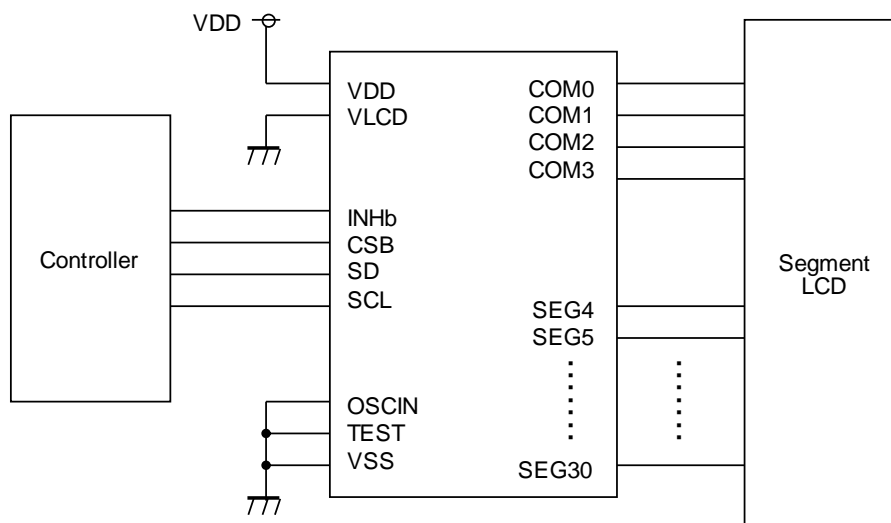 VDD
VDD
VLCD
INHb
CSB
SD
SCL
OSCIN
TEST
VSS
COM0
COM1
COM2
COM3
SEG4
SEG5
SEG30
Controller
Segment
LCD